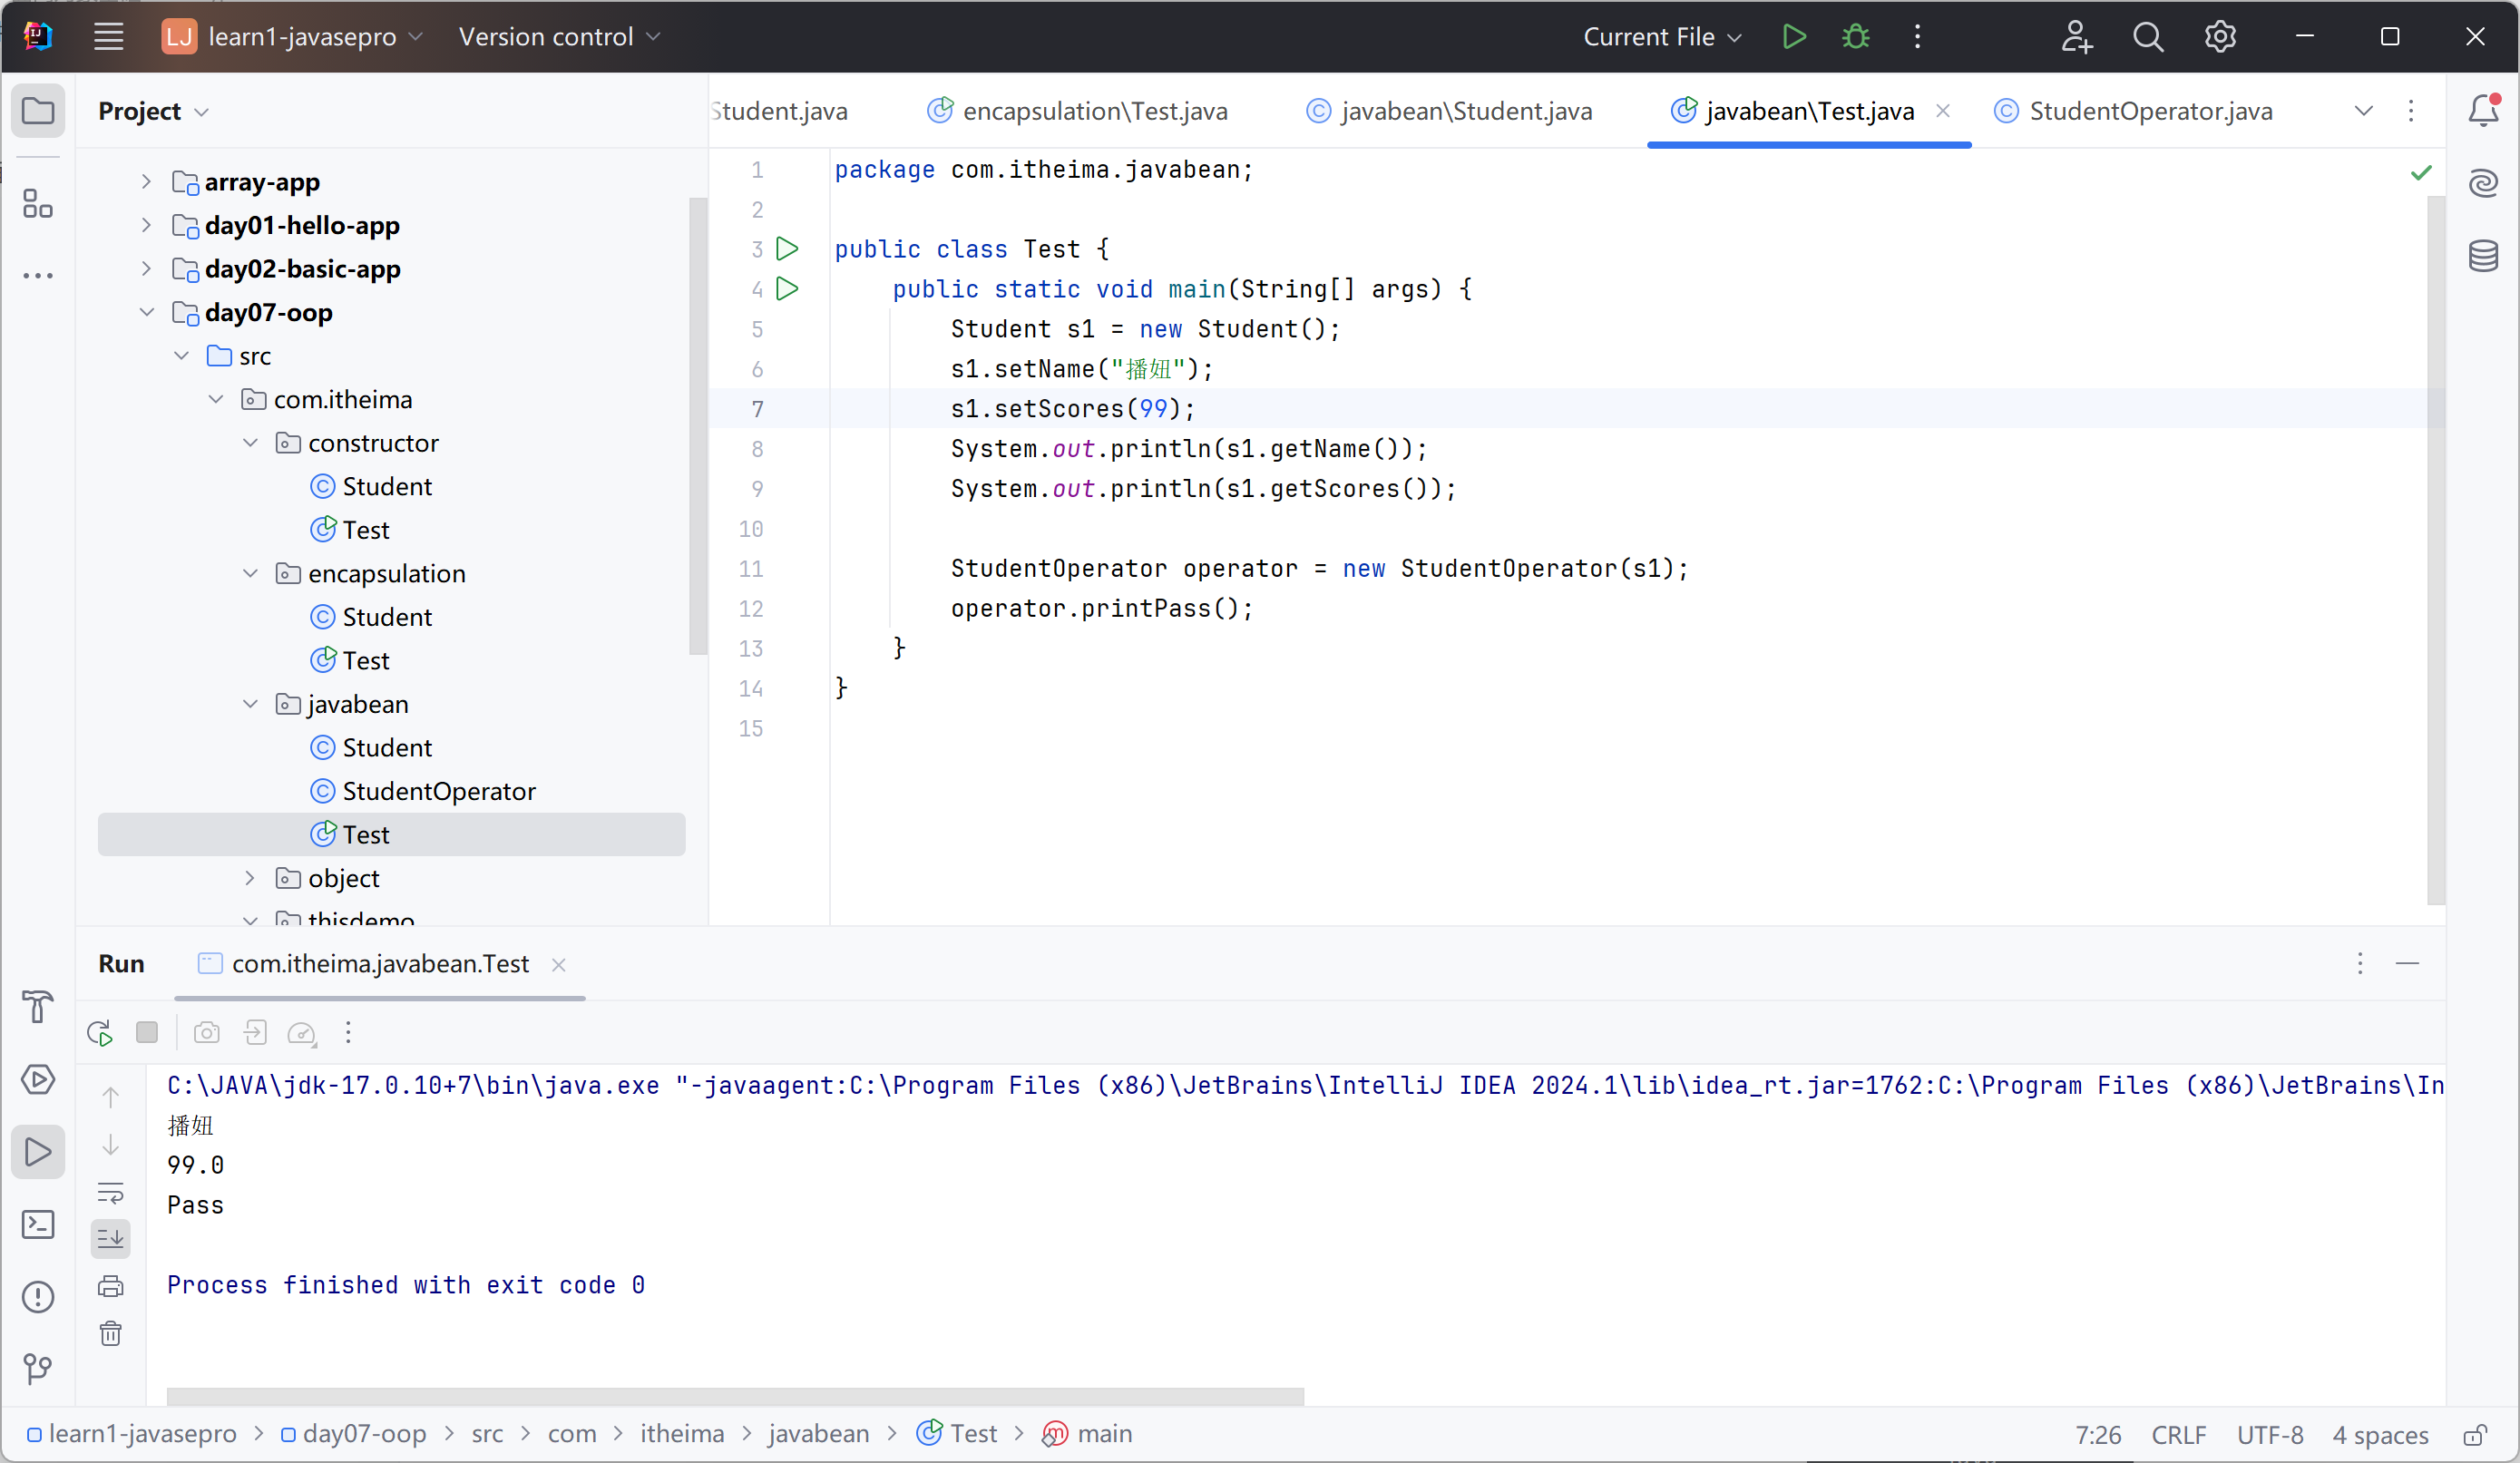 LJ learn1-javasepro Version control Current File
Project
Student.java encapsulation\Test.java javabean\Student.java javabean\Test.java StudentOperator.java
array-app
day01-hello-app
day02-basic-app
day07-oop
src
com.itheima
constructor
Student
Test
encapsulation
Student
Test
javabean
Student
StudentOperator
Test
object
thisdemo
1 package com.itheima.javabean;
2
3 public class Test {
4 public static void main(String[] args) {
5 Student s1 = new Student();
6 s1.setName("播妞");
7 s1.setScores(99);
8 System.out.println(s1.getName());
9 System.out.println(s1.getScores());
10
11 StudentOperator operator = new StudentOperator(s1);
12 operator.printPass();
13 }
14 }
15
Run com.itheima.javabean.Test
C:\JAVA\jdk-17.0.10+7\bin\java.exe "-javaagent:C:\Program Files (x86)\JetBrains\IntelliJ IDEA 2024.1\lib\idea_rt.jar=1762:C:\Program Files (x86)\JetBrains\In
播妞
99.0
Pass
Process finished with exit code 0
learn1-javasepro > day07-oop > src > com > itheima > javabean > Test > main 7:26 CRLF UTF-8 4 spaces